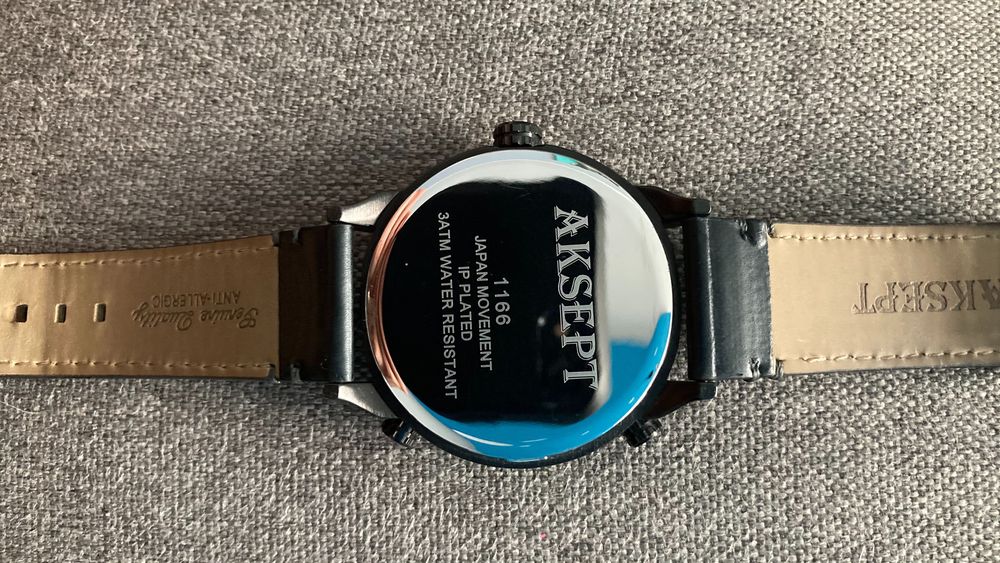 AKSEPT
1166
JAPAN MOVEMENT
IP PLATED
3ATM WATER RESISTANT
Genuine Quality
ANTI-ALLERGIC
AKSEPT